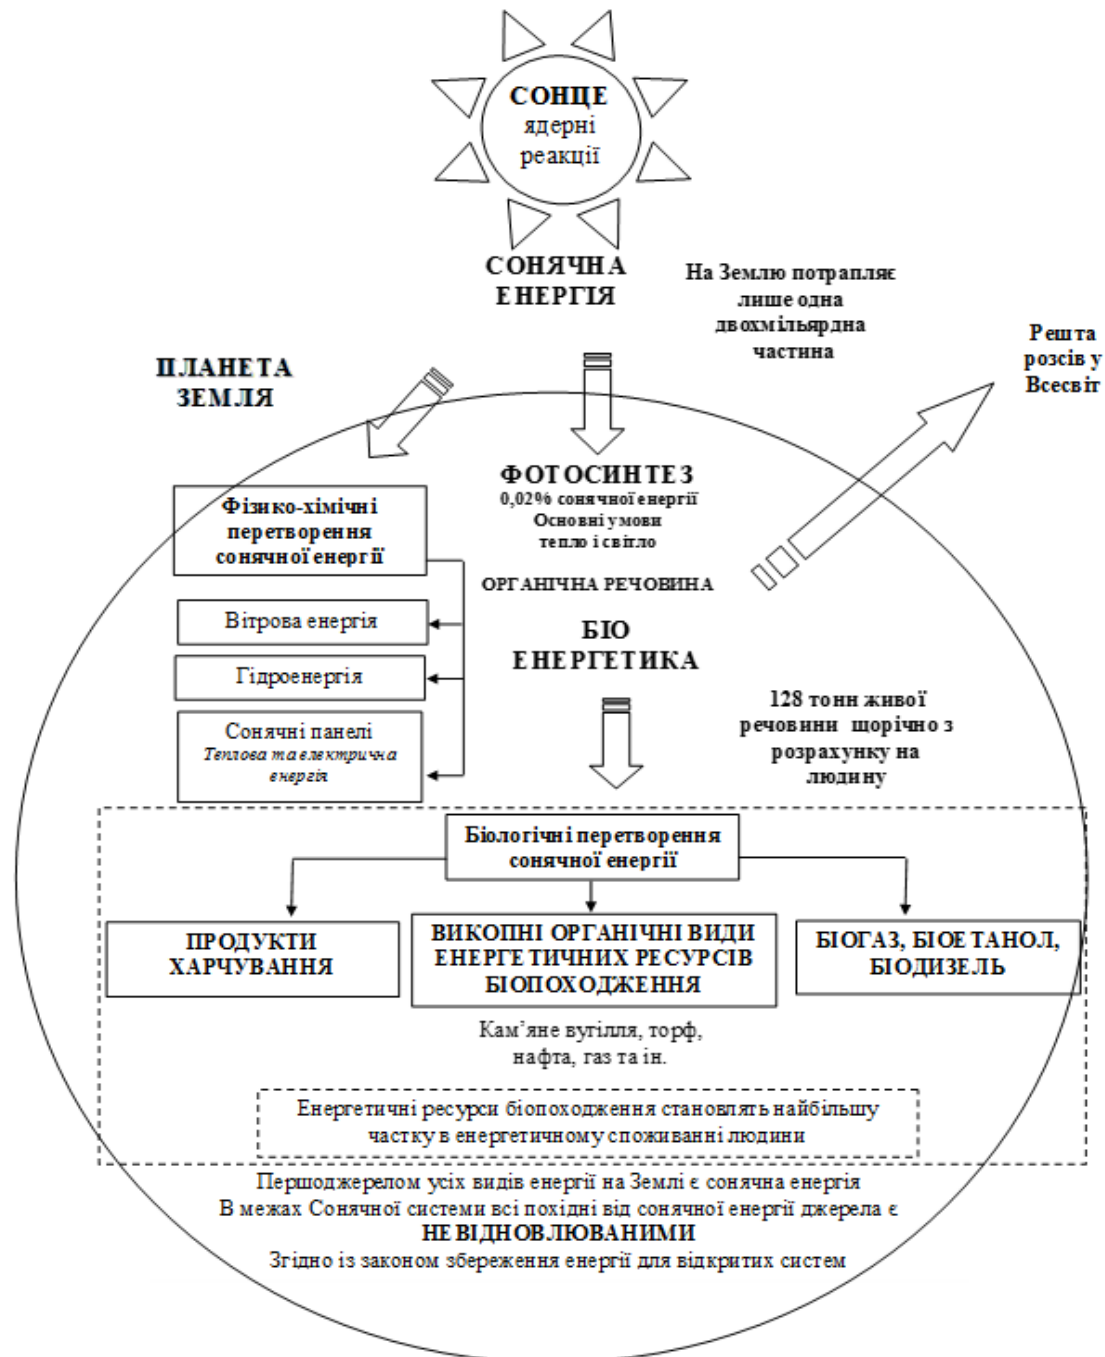 СОНЦЕ
ядерні
реакції
СОНЯЧНА
ЕНЕРГІЯ
На Землю потрапляє
лише одна
двохмільярдна
частина
Решта
розсів у
Всесвіт
ПЛАНЕТА
ЗЕМЛЯ
ФОТОСИНТЕЗ
0,02% сонячної енергії
Основні умови
тепло і світло
ОРГАНІЧНА РЕЧОВИНА
БІО
ЕНЕРГЕТИКА
Фізико-хімічні
перетворення
сонячної енергії
Вітрова енергія
Гідроенергія
Сонячні панелі
Теплова та електрична
енергія
128 тонн живої
речовини щорічно з
розрахунку на
людину
Біологічні перетворення
сонячної енергії
ПРОДУКТИ
ХАРЧУВАННЯ
ВИКОПНІ ОРГАНІЧНІ ВИДИ
ЕНЕРГЕТИЧНИХ РЕСУРСІВ
БІОПОХОДЖЕННЯ
БІОГАЗ, БІОЕТАНОЛ,
БІОДИЗЕЛЬ
Кам’яне вугілля, торф,
нафта, газ та ін.
Енергетичні ресурси біопоходження становлять найбільшу
частку в енергетичному споживанні людини
Першоджерелом усіх видів енергії на Землі є сонячна енергія
В межах Сонячної системи всі похідні від сонячної енергії джерела є
НЕВІДНОВЛЮВАНИМИ
Згідно із законом збереження енергії для відкритих систем